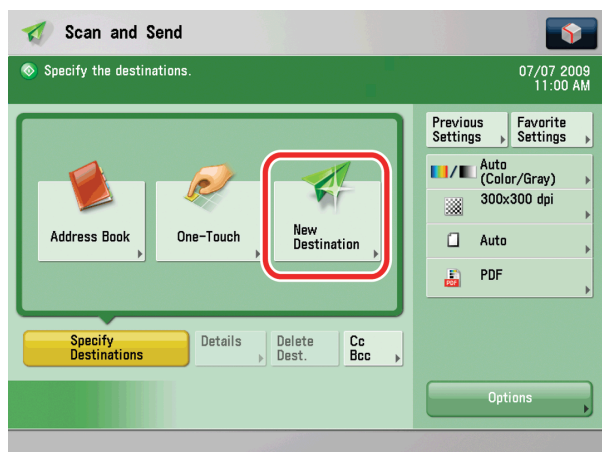 Scan and Send
Specify the destinations.
07/07 2009
11:00 AM
Previous
Settings
Favorite
Settings
Auto
(Color/Gray)
300x300 dpi
Auto
PDF
PDF
Address Book
One-Touch
New
Destination
Specify
Destinations
Details
Delete
Dest.
Cc
Bcc
Options